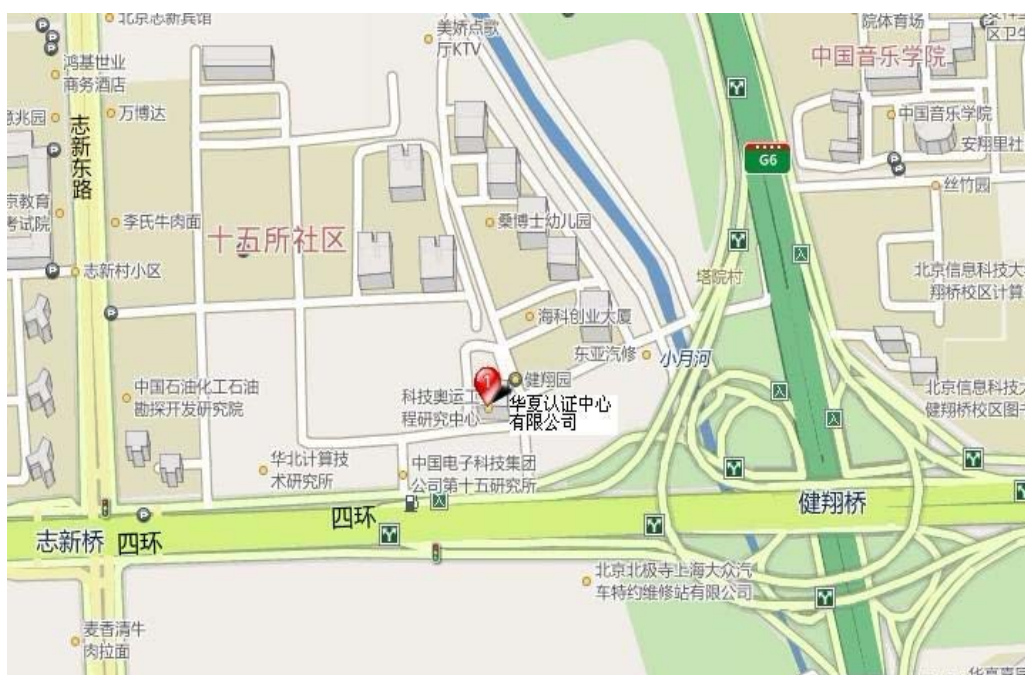 北京志新宾馆
美娇点歌
厅KTV
院体育场
区卫生
中国音乐学院
鸿基世业
商务酒店
万博达
志新东路
中国音乐学院
安翔里社
G6
丝竹园
京教育
考试院
李氏牛肉面
桑博士幼儿园
十五所社区
志新村小区
塔院村
北京信息科技大
翔桥校区计算
海科创业大厦
东亚汽修
小月河
1
健翔园
中国石油化工石油
勘探开发研究院
科技奥运工
程研究中心
华夏认证中心
有限公司
北京信息科技大
健翔桥校区图
华北计算技
术研究所
中国电子科技集团
公司第十五研究所
健翔桥
四环
志新桥
四环
北京北极寺上海大众汽
车特约维修站有限公司
麦香清牛
肉拉面